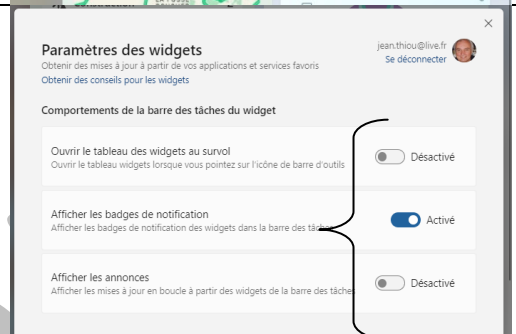 Paramètres des widgets
jean.thiou@live.fr
Obtenir des mises à jour à partir de vos applications et services favoris
Se déconnecter
Obtenir des conseils pour les widgets
Comportements de la barre des tâches du widget
Ouvrir le tableau des widgets au survol
Ouvrir le tableau widgets lorsque vous pointez sur l'icône de barre d'outils
Désactivé
Afficher les badges de notification
Afficher les badges de notification des widgets dans la barre des tâches
Activé
Afficher les annonces
Afficher les mises à jour en boucle à partir des widgets de la barre des tâches
Désactivé